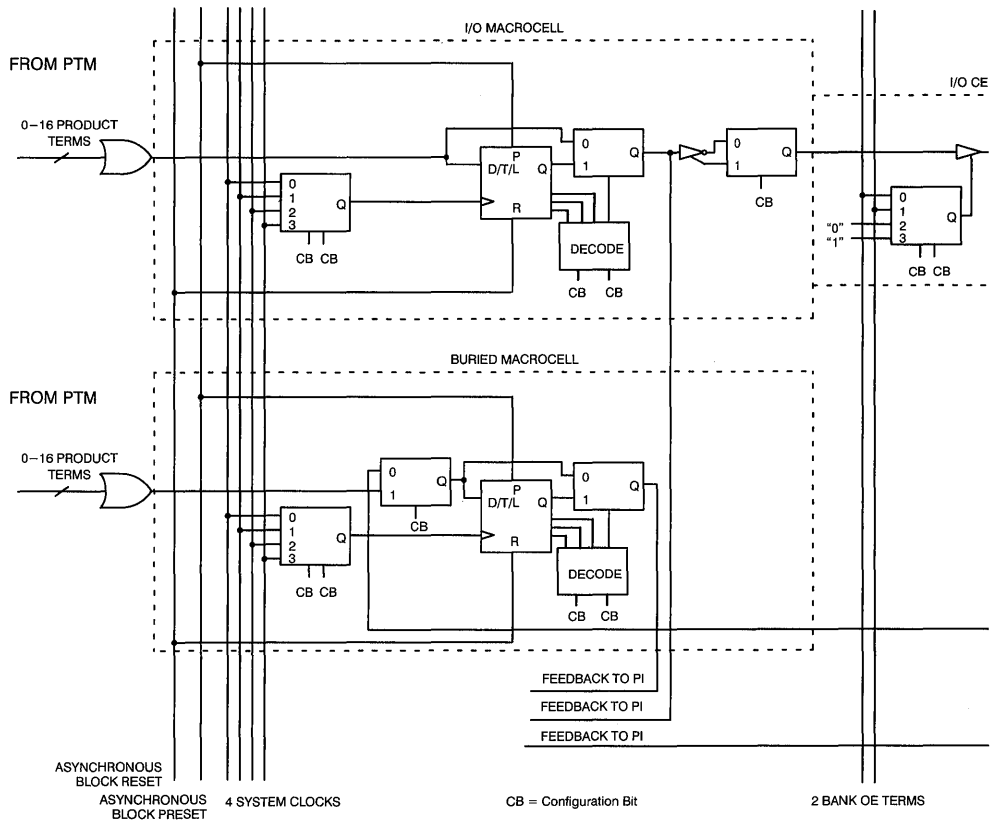 I/O MACROCELL
FROM PTM
I/O CE
0–16 PRODUCT
TERMS
0
1
Q
P
D/T/L
Q
R
0
1
Q
CB
0
1
2
3
Q
CB CB
DECODE
CB CB
"0"
"1"
0
1
2
3
Q
CB CB
BURIED MACROCELL
FROM PTM
0–16 PRODUCT
TERMS
0
1
Q
CB
P
D/T/L
Q
R
0
1
Q
0
1
2
3
Q
CB CB
DECODE
CB CB
FEEDBACK TO PI
FEEDBACK TO PI
FEEDBACK TO PI
ASYNCHRONOUS
BLOCK RESET
ASYNCHRONOUS
BLOCK PRESET
4 SYSTEM CLOCKS
CB = Configuration Bit
2 BANK OE TERMS